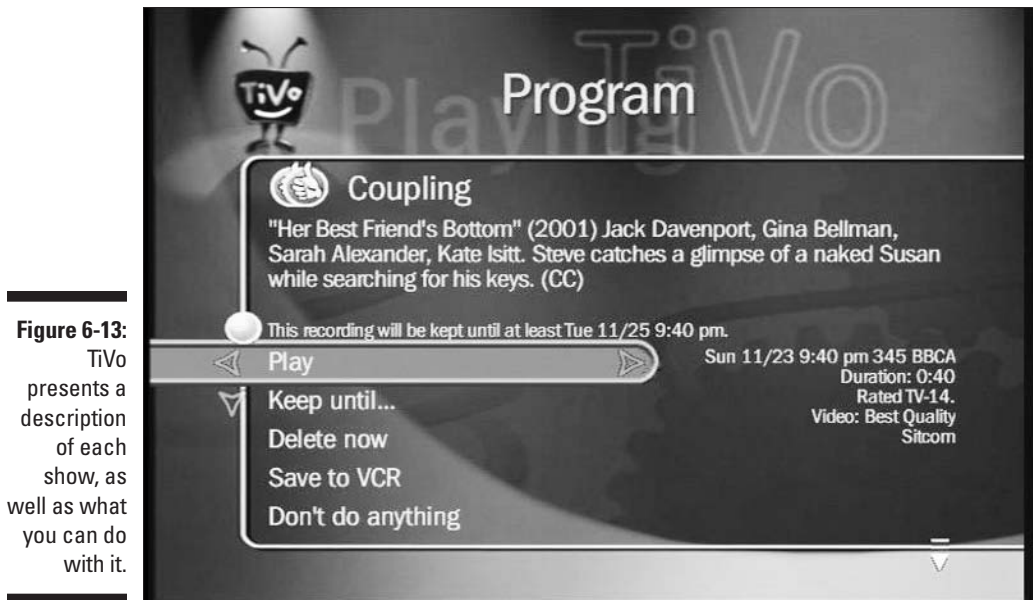 Figure 6-13:
TiVo
presents a
description
of each
show, as
well as what
you can do
with it.
TiVo
Playing
TiVo
Program
Coupling
"Her Best Friend's Bottom" (2001) Jack Davenport, Gina Bellman,
Sarah Alexander, Kate Isitt. Steve catches a glimpse of a naked Susan
while searching for his keys. (CC)
This recording will be kept until at least Tue 11/25 9:40 pm.
Play
Keep until...
Delete now
Save to VCR
Don't do anything
Sun 11/23 9:40 pm 345 BBCA
Duration: 0:40
Rated TV-14.
Video: Best Quality
Sitcom